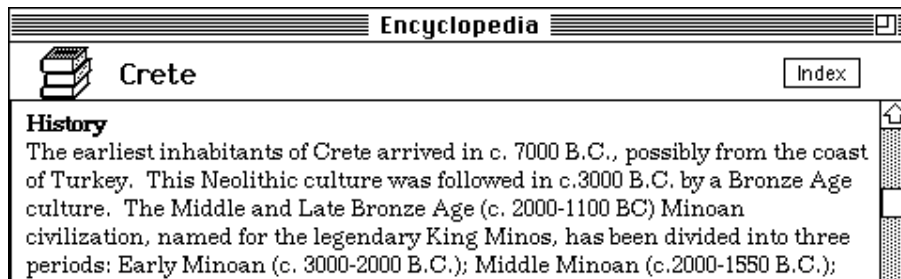 Encyclopedia
Crete
Index
History
The earliest inhabitants of Crete arrived in c. 7000 B.C., possibly from the coast
of Turkey.  This Neolithic culture was followed in c.3000 B.C. by a Bronze Age
culture.  The Middle and Late Bronze Age (c. 2000-1100 BC) Minoan
civilization, named for the legendary King Minos, has been divided into three
periods: Early Minoan (c. 3000-2000 B.C.); Middle Minoan (c.2000-1550 B.C.);